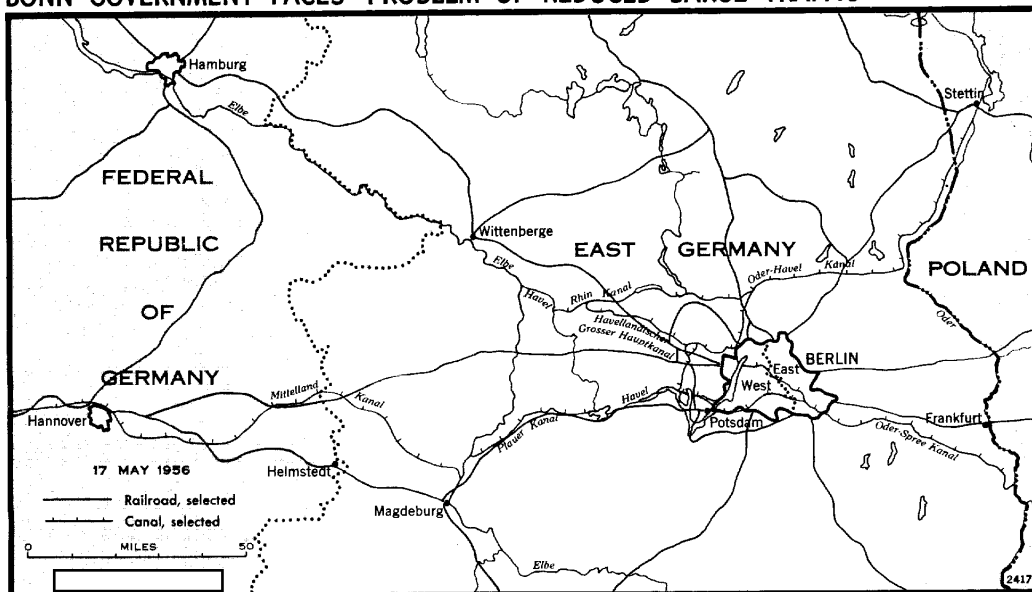 BONN GOVERNMENT FACES PROBLEM OF REDUCED BARGE TRAFFIC
Hamburg
Elbe
Stettin
FEDERAL
REPUBLIC
OF
GERMANY
Wittenberge
EAST GERMANY
POLAND
Elbe
Havel
Rhin Kanal
Oder-Havel Kanal
Oder
Havellandischer
Grosser Hauptkanal
BERLIN
East
West
Mittelland Kanal
Hannover
Havel
Plauer Kanal
Potsdam
Frankfurt
Oder-Spree Kanal
Helmstedt
Magdeburg
Elbe
17 MAY 1956
Railroad, selected
Canal, selected
0 MILES 50
2417